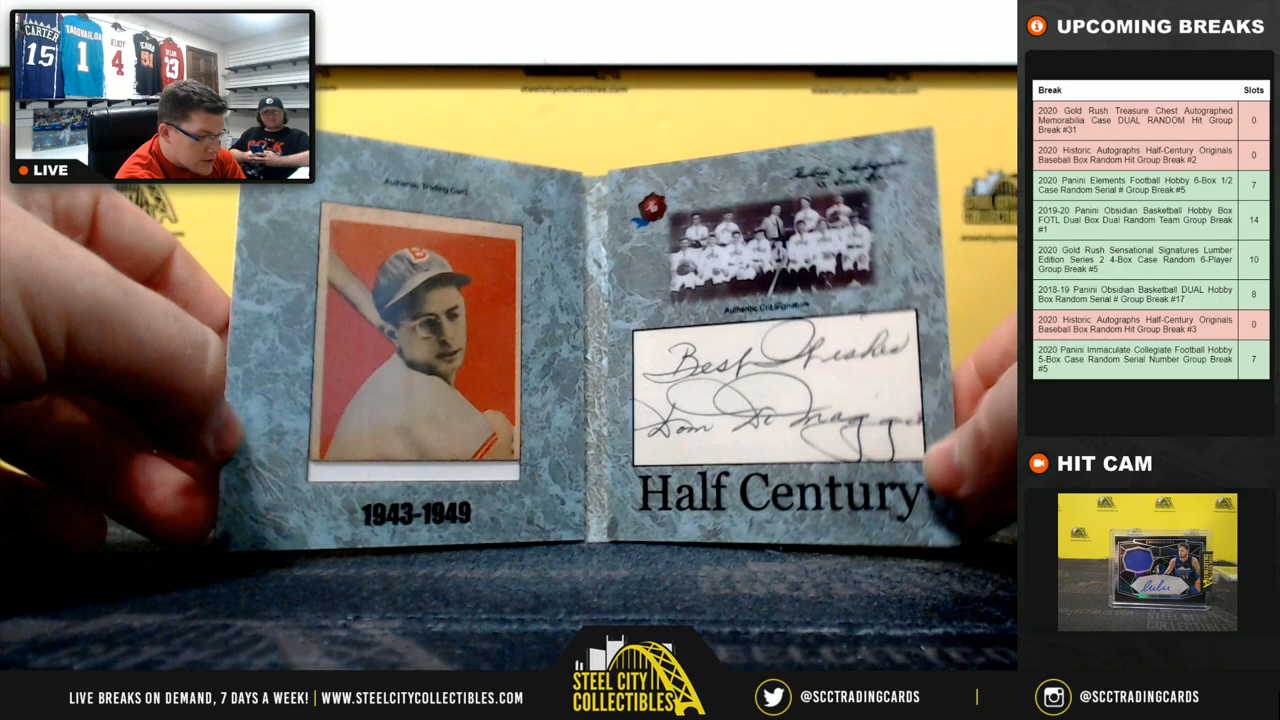 CARTER
15
TAGOVAILOA
1
JEUDY
4
ICHIRO
51
23
LIVE
steelcitycollectibles.com
Authentic Trading Card
1943-1949
Authentic Cut Signature
Best Wishes
Dom DiMaggio
Half Century
UPCOMING BREAKS
Break Slots
2020 Gold Rush Treasure Chest Autographed
Memorabilia Case DUAL RANDOM Hit Group
Break #31
0
2020 Historic Autographs Half-Century Originals
Baseball Box Random Hit Group Break #2
0
2020 Panini Elements Football Hobby 6-Box 1/2
Case Random Serial # Group Break #5
7
2019-20 Panini Obsidian Basketball Hobby Box
FOTL Dual Box Dual Random Team Group Break
#1
14
2020 Gold Rush Sensational Signatures Lumber
Edition Series 2 4-Box Case Random 6-Player
Group Break #5
10
2018-19 Panini Obsidian Basketball DUAL Hobby
Box Random Serial # Group Break #17
8
2020 Historic Autographs Half-Century Originals
Baseball Box Random Hit Group Break #3
0
2020 Panini Immaculate Collegiate Football Hobby
5-Box Case Random Serial Number Group Break
#5
7
HIT CAM
LIVE BREAKS ON DEMAND, 7 DAYS A WEEK! | WWW.STEELCITYCOLLECTIBLES.COM
STEEL CITY
COLLECTIBLES
@SCCTRADINGCARDS | @SCCTRADINGCARDS